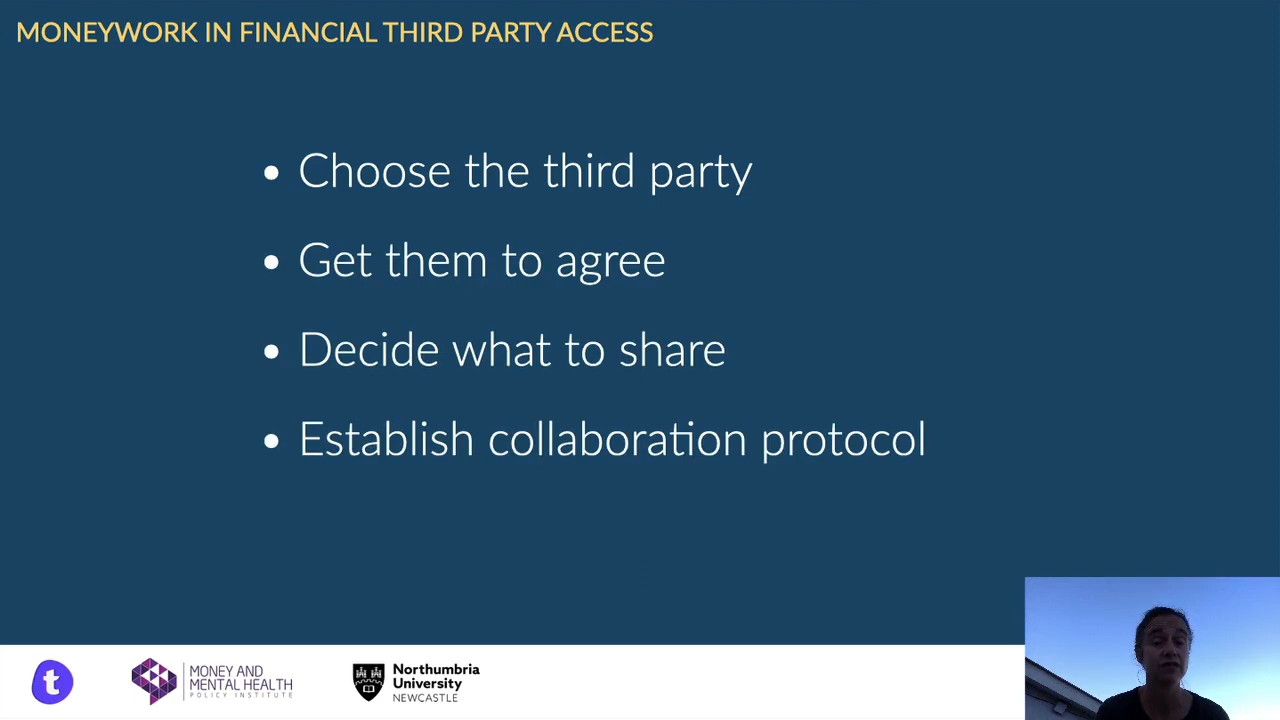 MONEYWORK IN FINANCIAL THIRD PARTY ACCESS
• Choose the third party
• Get them to agree
• Decide what to share
• Establish collaboration protocol
t
MONEY AND
MENTAL HEALTH
POLICY INSTITUTE
Northumbria
University
NEWCASTLE